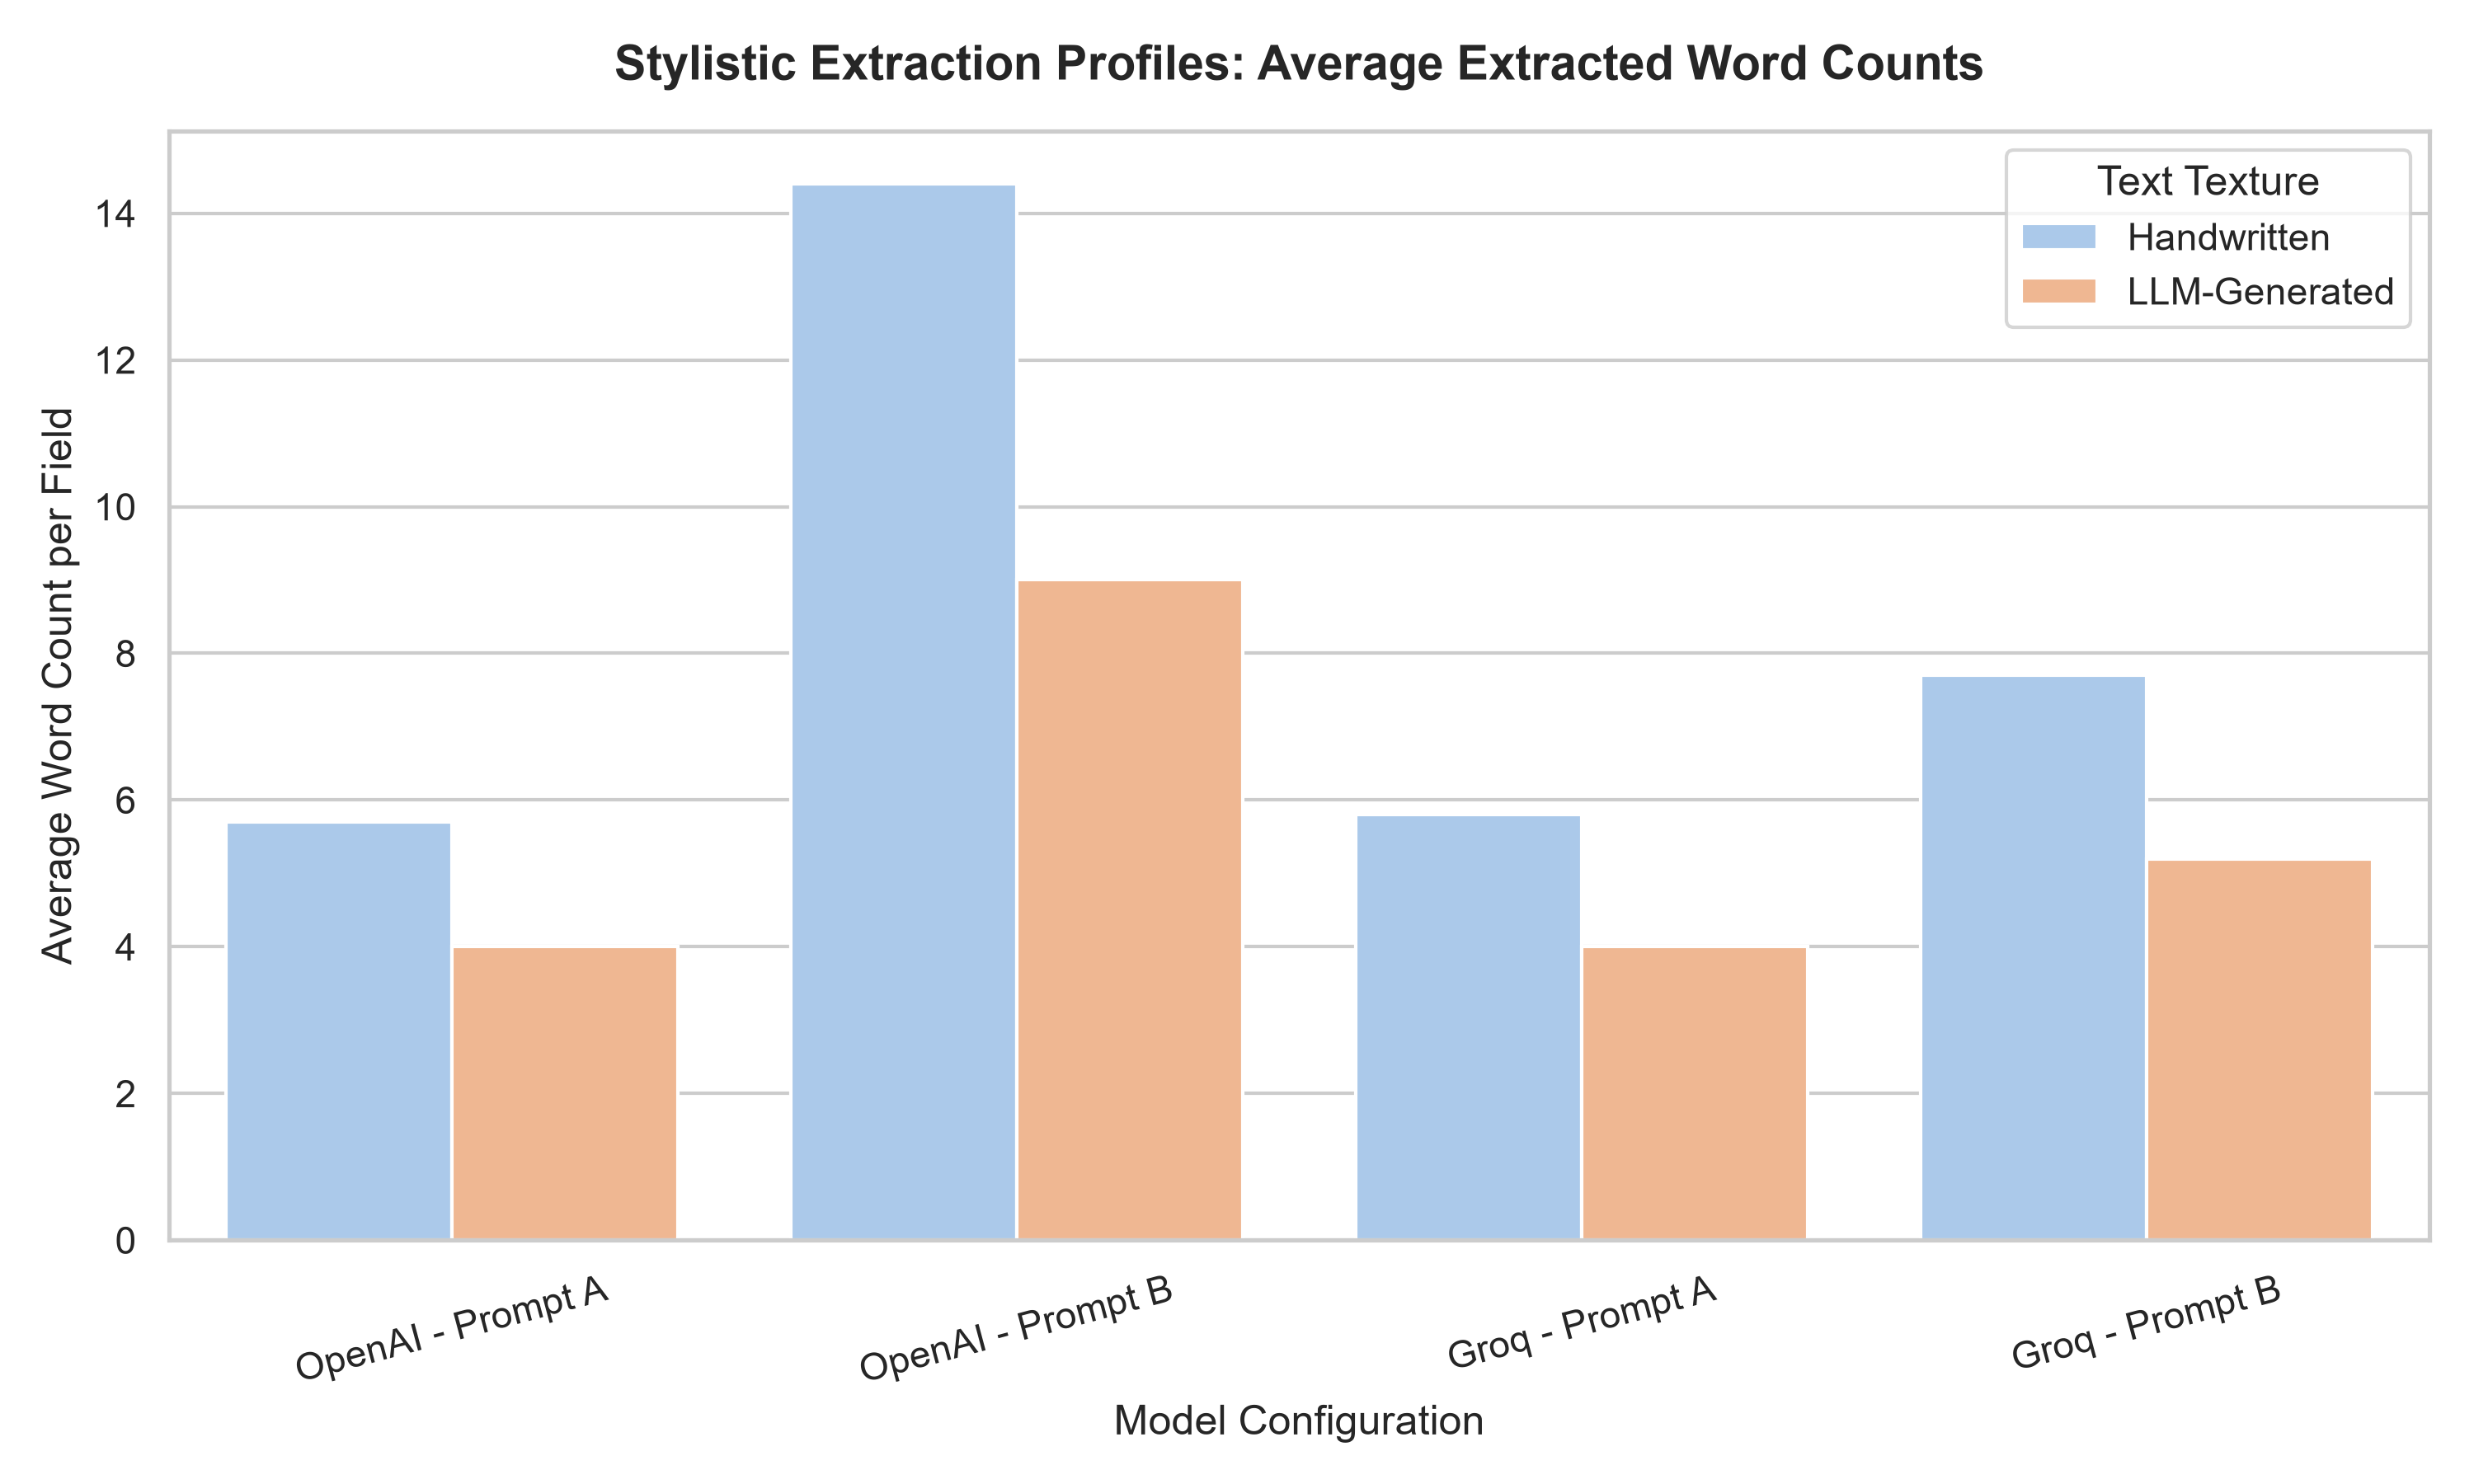 Stylistic Extraction Profiles: Average Extracted Word Counts
Text Texture
Handwritten
LLM-Generated
Average Word Count per Field
14
12
10
8
6
4
2
0
OpenAI - Prompt A
OpenAI - Prompt B
Groq - Prompt A
Groq - Prompt B
Model Configuration